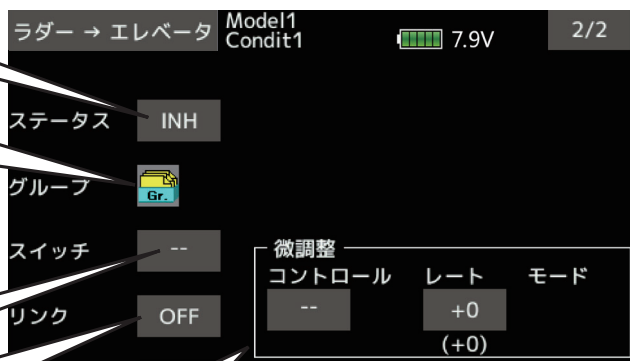 ラダー → エレベータ Model1 7.9V 2/2
Condit1
ステータス INH
グループ Gr.
スイッチ --
微調整
コントロール レート モード
リンク OFF -- +0
(+0)